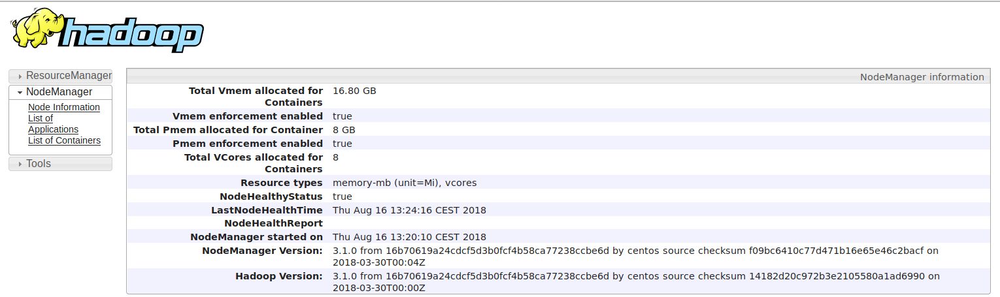 hadoop
ResourceManager
NodeManager
Node Information
List of
Applications
List of Containers
Tools
NodeManager information
Total Vmem allocated for 16.80 GB
Containers
Vmem enforcement enabled true
Total Pmem allocated for Container 8 GB
Pmem enforcement enabled true
Total VCores allocated for 8
Containers
Resource types memory-mb (unit=Mi), vcores
NodeHealthyStatus true
LastNodeHealthTime Thu Aug 16 13:24:16 CEST 2018
NodeHealthReport
NodeManager started on Thu Aug 16 13:20:10 CEST 2018
NodeManager Version: 3.1.0 from 16b70619a24cdcf5d3b0fcf4b58ca77238ccbe6d by centos source checksum f09bc6410c77d471b16e65e46c2bacf on
2018-03-30T00:04Z
Hadoop Version: 3.1.0 from 16b70619a24cdcf5d3b0fcf4b58ca77238ccbe6d by centos source checksum 14182d20c972b3e2105580a1ad6990 on
2018-03-30T00:00Z